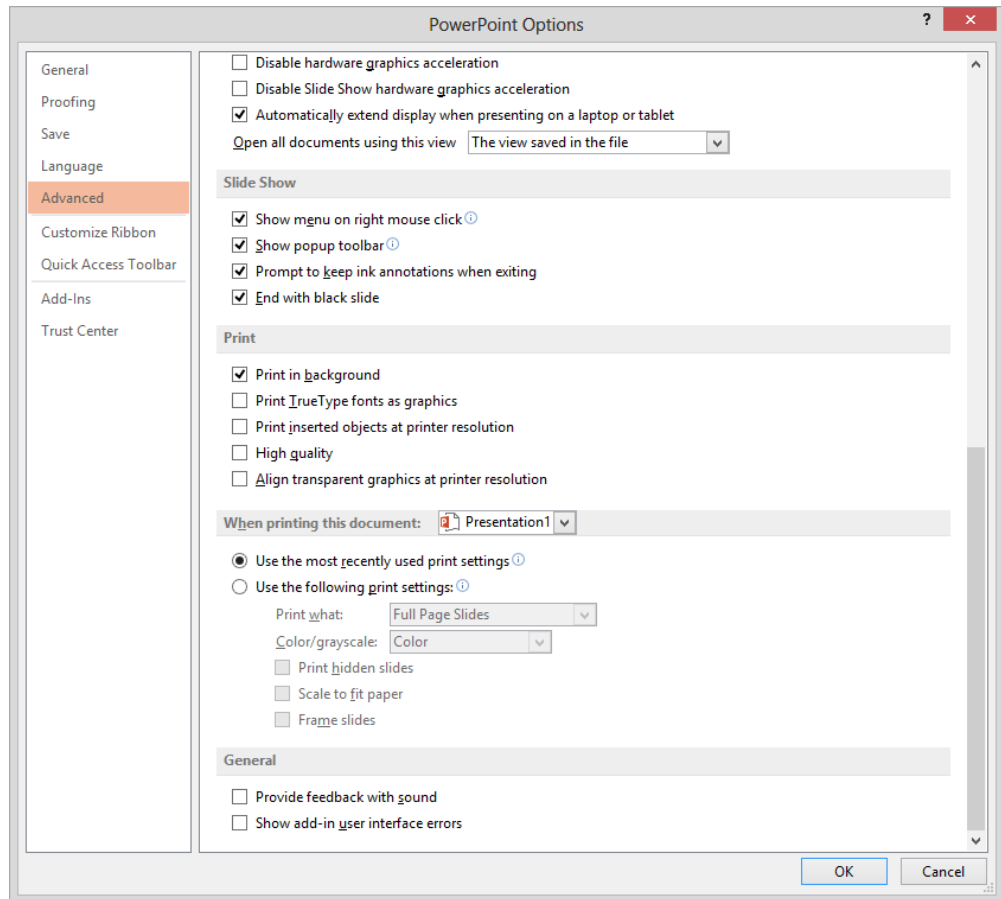 PowerPoint Options
General
Proofing
Save
Language
Advanced
Customize Ribbon
Quick Access Toolbar
Add-Ins
Trust Center
Disable hardware graphics acceleration
Disable Slide Show hardware graphics acceleration
Automatically extend display when presenting on a laptop or tablet
Open all documents using this view The view saved in the file
Slide Show
Show menu on right mouse click
Show popup toolbar
Prompt to keep ink annotations when exiting
End with black slide
Print
Print in background
Print TrueType fonts as graphics
Print inserted objects at printer resolution
High quality
Align transparent graphics at printer resolution
When printing this document: Presentation1
Use the most recently used print settings
Use the following print settings:
Print what: Full Page Slides
Color/grayscale: Color
Print hidden slides
Scale to fit paper
Frame slides
General
Provide feedback with sound
Show add-in user interface errors
OK Cancel